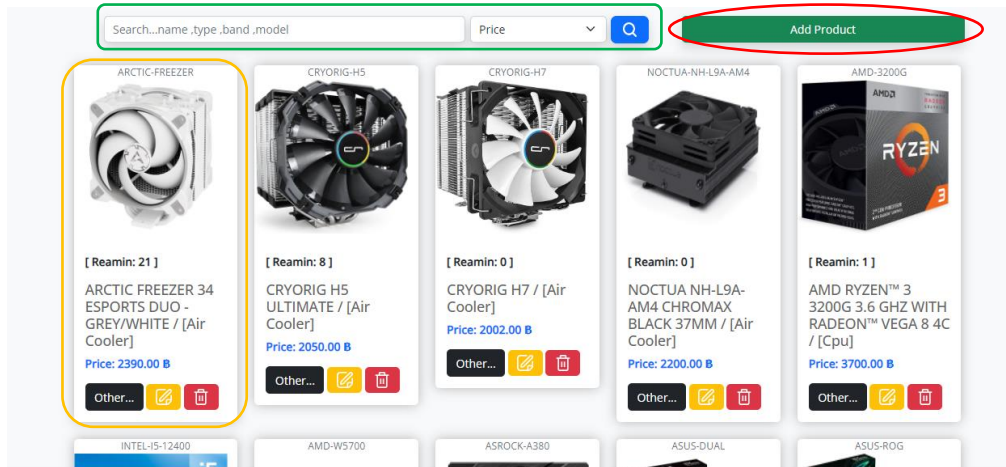 Search...name ,type .band ,model
Price
Add Product
ARCTIC-FREEZER
[ Reamin: 21 ]
ARCTIC FREEZER 34
ESPORTS DUO -
GREY/WHITE / [Air
Cooler]
Price: 2390.00 ฿
Other...
CRYORIG-H5
[ Reamin: 8 ]
CRYORIG H5
ULTIMATE / [Air
Cooler]
Price: 2050.00 ฿
Other...
CRYORIG-H7
[ Reamin: 0 ]
CRYORIG H7 / [Air
Cooler]
Price: 2002.00 ฿
Other...
NOCTUA-NH-L9A-AM4
[ Reamin: 0 ]
NOCTUA NH-L9A-
AM4 CHROMAX
BLACK 37MM / [Air
Cooler]
Price: 2200.00 ฿
Other...
AMD-3200G
AMD
RYZEN
3
[ Reamin: 1 ]
AMD RYZEN™ 3
3200G 3.6 GHZ WITH
RADEON™ VEGA 8 4C
/ [Cpu]
Price: 3700.00 ฿
Other...
INTEL-I5-12400
i5
AMD-W5700
ASROCK-A380
ASUS-DUAL
ASUS-ROG